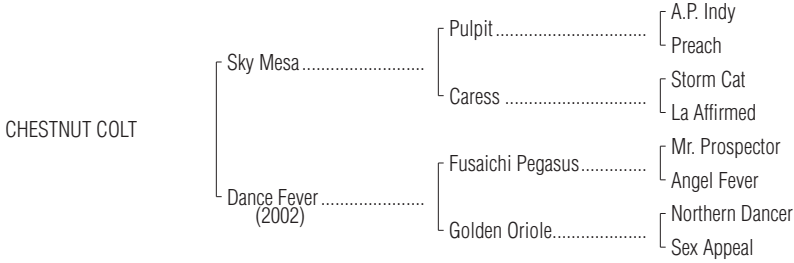 A.P. Indy
Pulpit
Preach
Sky Mesa
Storm Cat
Caress
La Affirmed
CHESTNUT COLT
Mr. Prospector
Fusaichi Pegasus
Angel Fever
Dance Fever
(2002)
Northern Dancer
Golden Oriole
Sex Appeal